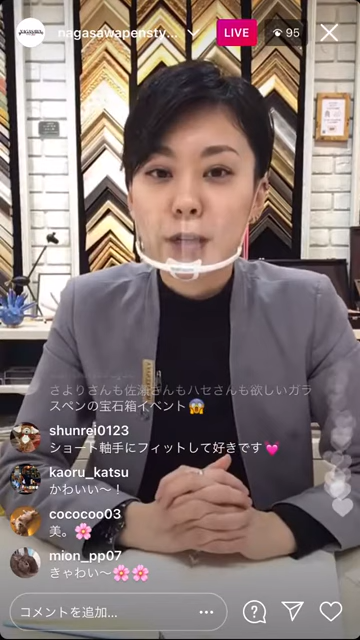 nagasawapensty...
LIVE
95
さよりさんも佐瀬さんもハセさんも欲しいガラ
スペンの宝石箱イベント😱
shunrei0123
ショート軸手にフィットして好きです💓
kaoru_katsu
かわいい〜！
cococoo03
美。🌸
mion_pp07
きゃわい〜🌸🌸
コメントを追加...